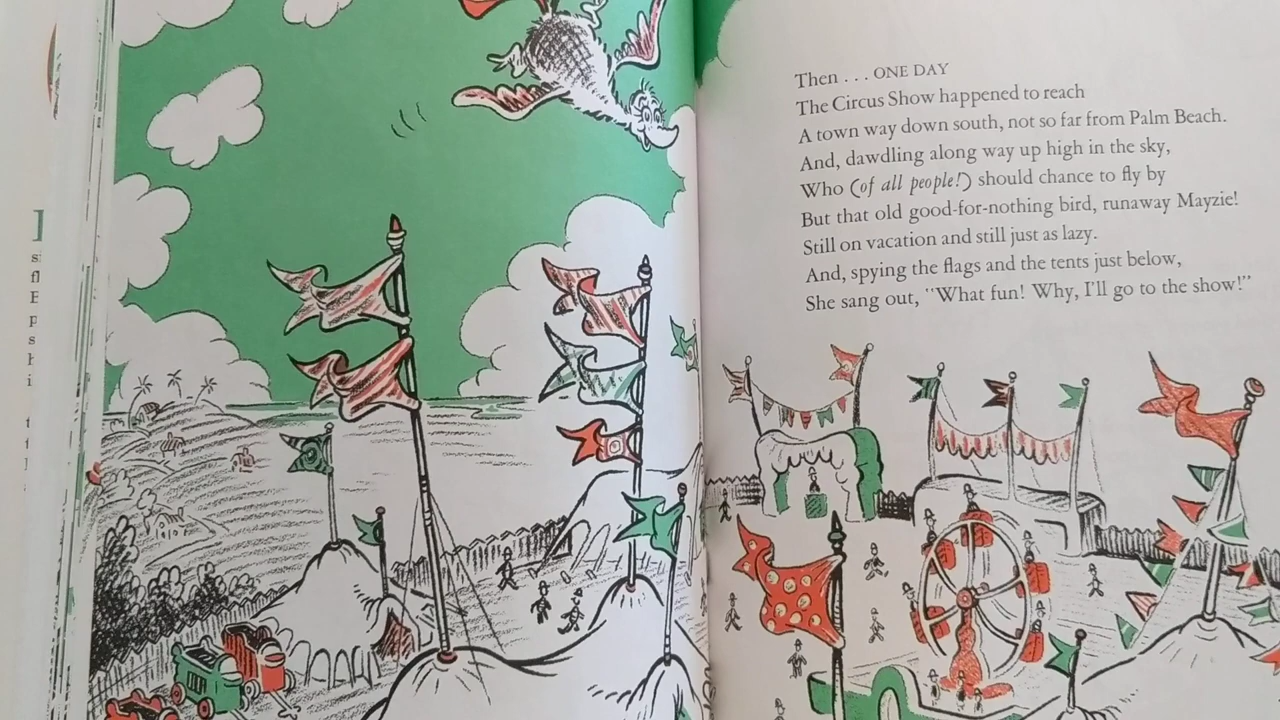 Then . . . ONE DAY
The Circus Show happened to reach
A town way down south, not so far from Palm Beach.
And, dawdling along way up high in the sky,
Who (of all people!) should chance to fly by
But that old good-for-nothing bird, runaway Mayzie!
Still on vacation and still just as lazy.
And, spying the flags and the tents just below,
She sang out, "What fun! Why, I'll go to the show!"